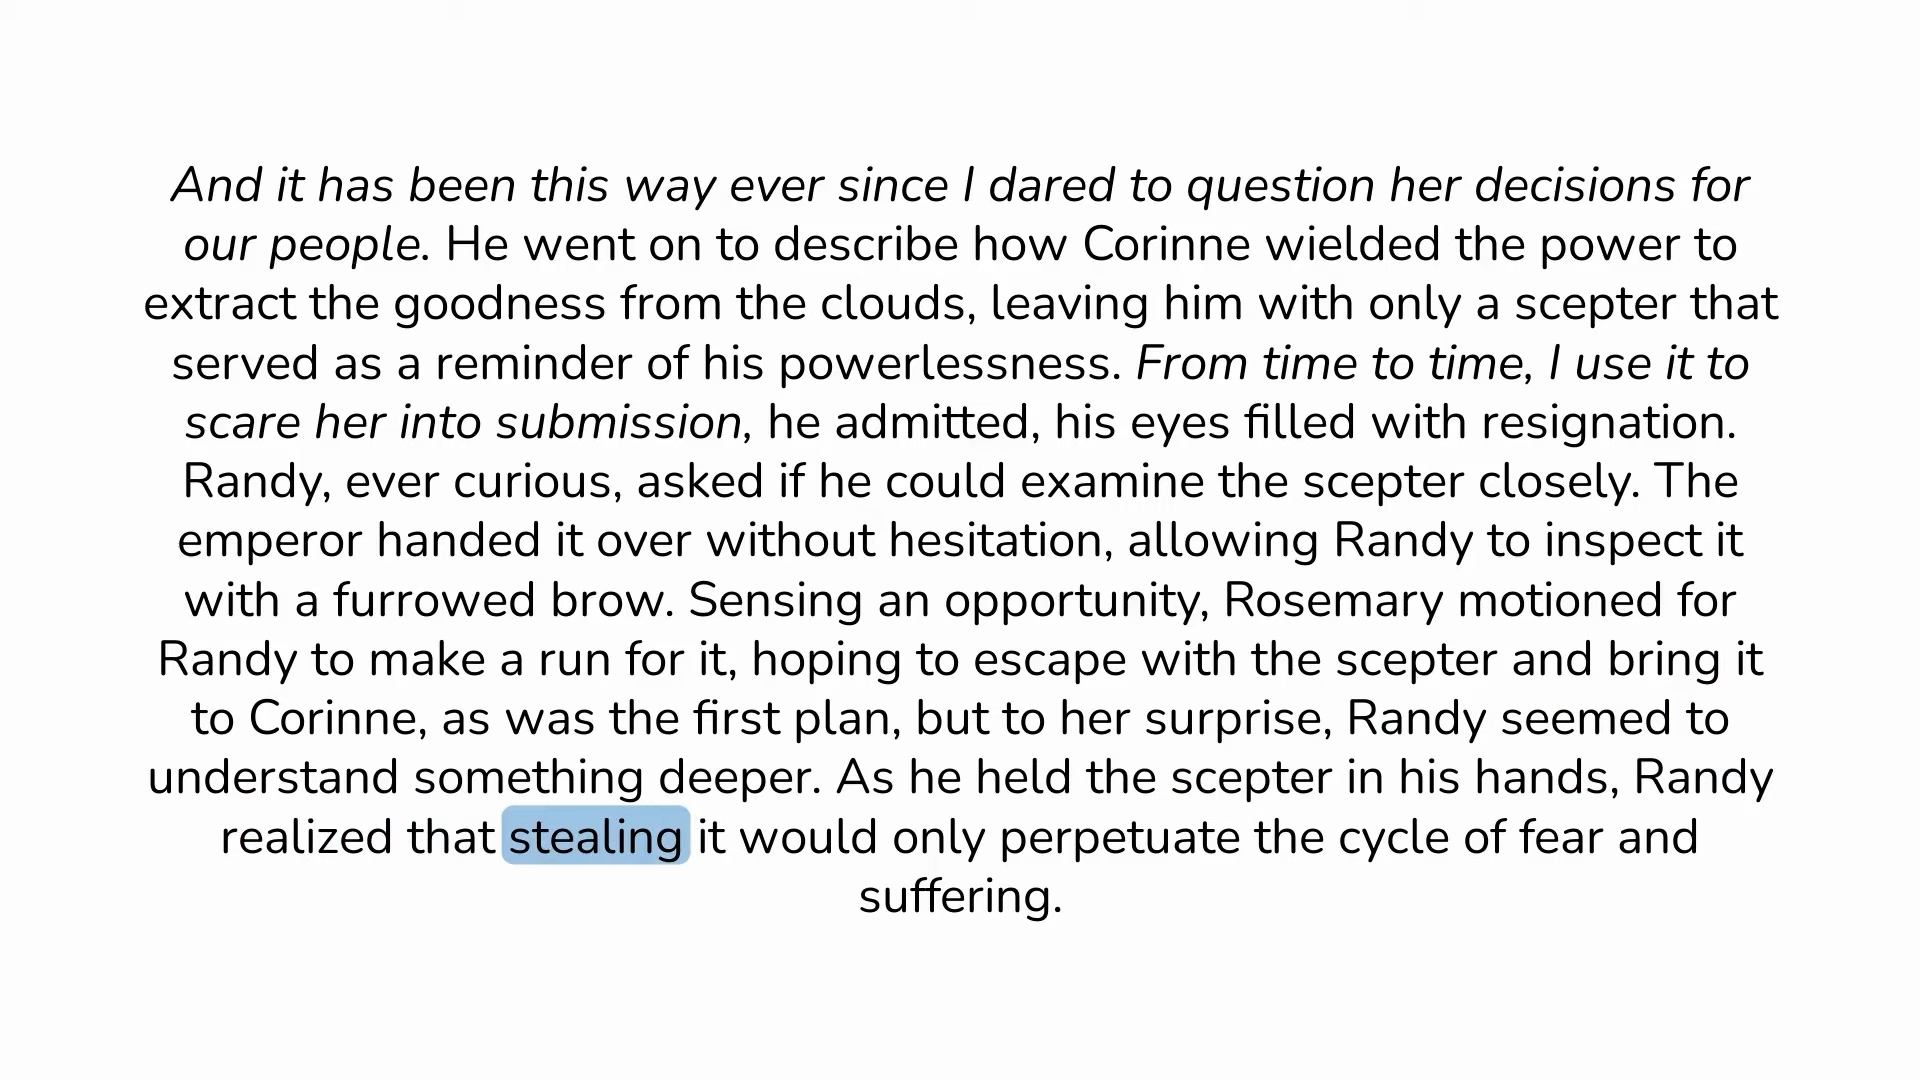 And it has been this way ever since I dared to question her decisions for
our people. He went on to describe how Corinne wielded the power to
extract the goodness from the clouds, leaving him with only a scepter that
served as a reminder of his powerlessness. From time to time, I use it to
scare her into submission, he admitted, his eyes filled with resignation.
Randy, ever curious, asked if he could examine the scepter closely. The
emperor handed it over without hesitation, allowing Randy to inspect it
with a furrowed brow. Sensing an opportunity, Rosemary motioned for
Randy to make a run for it, hoping to escape with the scepter and bring it
to Corinne, as was the first plan, but to her surprise, Randy seemed to
understand something deeper. As he held the scepter in his hands, Randy
realized that stealing it would only perpetuate the cycle of fear and
suffering.